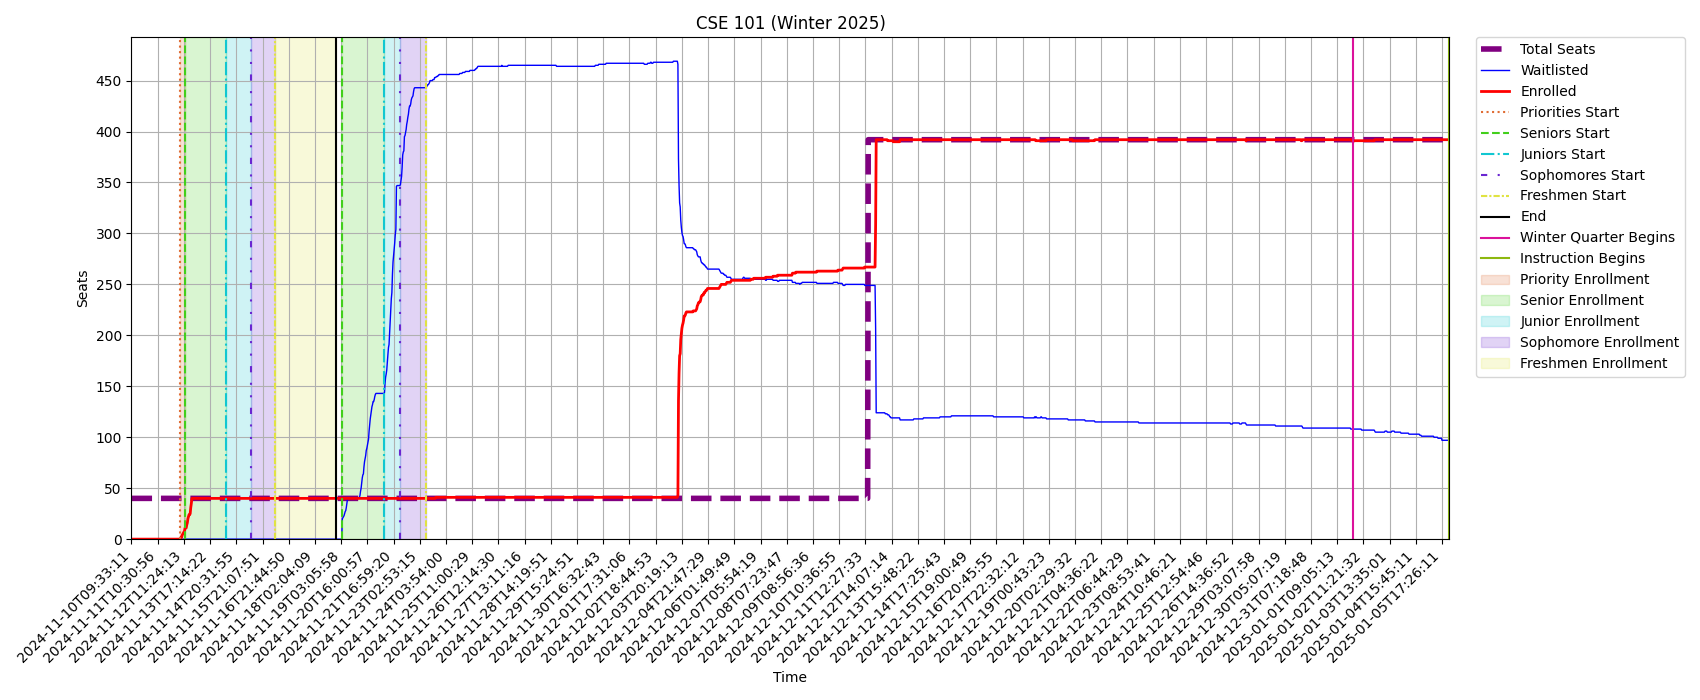 CSE 101 (Winter 2025)
Seats
450
400
350
300
250
200
150
100
50
0
2024-11-10T09:33:11
2024-11-11T10:30:56
2024-11-12T11:24:13
2024-11-13T17:14:22
2024-11-14T20:31:55
2024-11-15T21:07:51
2024-11-16T21:44:50
2024-11-18T02:04:09
2024-11-19T03:05:58
2024-11-20T16:00:57
2024-11-21T16:59:20
2024-11-23T02:53:15
2024-11-24T03:54:00
2024-11-25T11:00:29
2024-11-26T12:14:30
2024-11-27T13:11:16
2024-11-28T14:19:51
2024-11-29T15:24:51
2024-11-30T16:32:43
2024-12-01T17:31:06
2024-12-02T18:44:53
2024-12-03T20:19:13
2024-12-04T21:47:29
2024-12-06T01:49:49
2024-12-07T05:54:19
2024-12-08T07:23:47
2024-12-09T08:56:36
2024-12-10T10:36:55
2024-12-11T12:27:33
2024-12-12T14:07:14
2024-12-13T15:48:22
2024-12-14T17:25:43
2024-12-15T19:00:49
2024-12-16T20:45:55
2024-12-17T22:32:12
2024-12-19T00:43:23
2024-12-20T02:29:32
2024-12-21T04:36:22
2024-12-22T06:44:29
2024-12-23T08:53:41
2024-12-24T10:46:21
2024-12-25T12:54:46
2024-12-26T14:36:52
2024-12-29T03:07:58
2024-12-30T05:07:19
2024-12-31T07:18:48
2025-01-01T09:05:13
2025-01-02T11:21:32
2025-01-03T13:35:01
2025-01-04T15:45:11
2025-01-05T17:26:11
Time
Total Seats
Waitlisted
Enrolled
Priorities Start
Seniors Start
Juniors Start
Sophomores Start
Freshmen Start
End
Winter Quarter Begins
Instruction Begins
Priority Enrollment
Senior Enrollment
Junior Enrollment
Sophomore Enrollment
Freshmen Enrollment